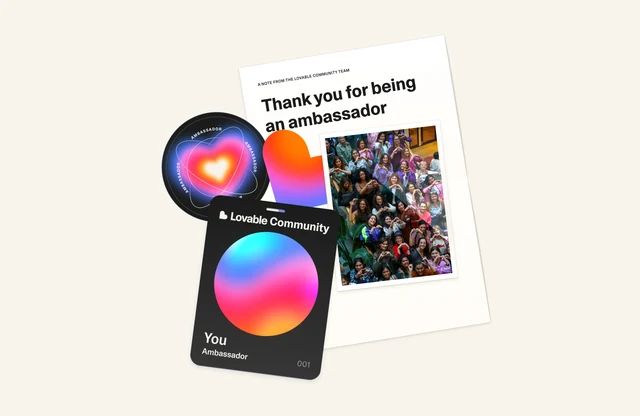 A NOTE FROM THE LOVABLE COMMUNITY TEAM
Thank you for being
an ambassador
AMBASSADOR
AMBASSADOR
AMBASSADOR
Lovable Community
You
Ambassador
001